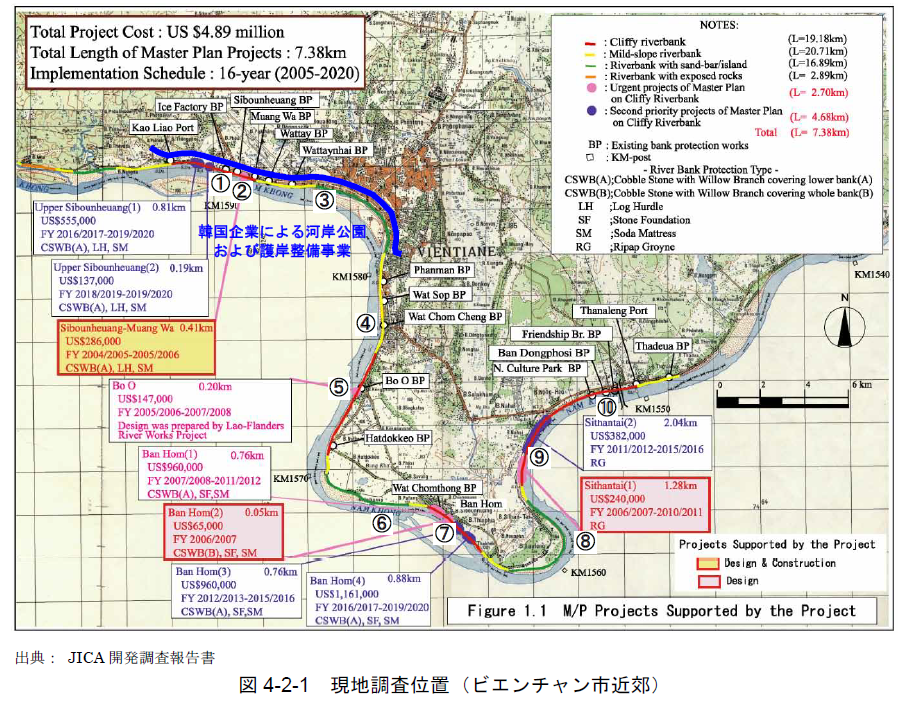 Total Project Cost : US $4.89 million
Total Length of Master Plan Projects : 7.38km
Implementation Schedule : 16-year (2005-2020)
NOTES:
: Cliffy riverbank (L=19.18km)
: Mild-slope riverbank (L=20.71km)
: Riverbank with sand-bar/island (L=16.89km)
: Riverbank with exposed rocks (L= 2.89km)
: Urgent projects of Master Plan
on Cliffy Riverbank (L= 2.70km)
: Second priority projects of Master Plan
on Cliffy Riverbank (L= 4.68km)
Total (L= 7.38km)
BP : Existing bank protection works
: KM-post
- River Bank Protection Type -
CSWB(A);Cobble Stone with Willow Branch covering lower bank(A)
CSWB(B);Cobble Stone with Willow Branch covering whole bank(B)
LH ;Log Hurdle
SF ;Stone Foundation
SM ;Soda Mattress
RG ;Ripap Groyne
Kao Liao Port
Ice Factory BP
Sibounheuang BP
Muang Wa BP
Wattay BP
Wattaynhai BP
①
②
③
KM1590
Upper Sibounheuang(1) 0.81km
US$555,000
FY 2016/2017-2019/2020
CSWB(A), LH, SM
韓国企業による河岸公園
および護岸整備事業
VIENTIANE
Upper Sibounheuang(2) 0.19km
US$137,000
FY 2018/2019-2019/2020
CSWB(A), LH, SM
KM1580
Phanman BP
Wat Sop BP
④
Wat Chom Cheng BP
Sibounheuang-Muang Wa 0.41km
US$286,000
FY 2004/2005-2005/2006
CSWB(A), LH, SM
KM1540
N
Thanaleng Port
Friendship Br. BP
Thadeua BP
Ban Dongphosi BP
N. Culture Park BP
0 2 4 6 km
⑤
Bo O BP
⑩
KM1550
NAM
Bo O 0.20km
US$147,000
FY 2005/2006-2007/2008
Design was prepared by Lao-Flanders
River Works Project
Sithantai(2) 2.04km
US$382,000
FY 2011/2012-2015/2016
RG
Hatdokkeo BP
⑨
Ban Hom(1) 0.76km
US$960,000
FY 2007/2008-2011/2012
CSWB(A), SF,SM
KM1570
Wat Chomthong BP
Ban Hom
NAM KHONG
⑥
⑦
⑧
Sithantai(1) 1.28km
US$240,000
FY 2006/2007-2010/2011
RG
Ban Hom(2) 0.05km
US$65,000
FY 2006/2007
CSWB(B), SF, SM
Ban Hom(3) 0.76km
US$960,000
FY 2012/2013-2015/2016
CSWB(A), SF,SM
Ban Hom(4) 0.88km
US$1,161,000
FY 2016/2017-2019/2020
CSWB(A), SF, SM
KM1560
Projects Supported by the Project
Design & Construction
Design
Figure 1.1 M/P Projects Supported by the Project
出典： JICA 開発調査報告書
図 4-2-1 現地調査位置（ビエンチャン市近郊）